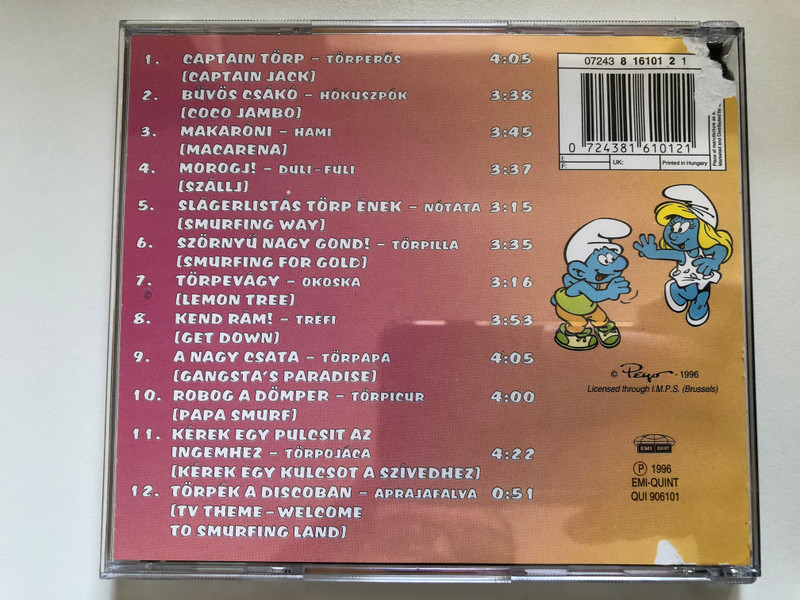 1. CAPTAIN TÖRP – TÖRPERŐS 4:05
(CAPTAIN JACK)
2. BŰVÖS CSÁKÓ – HÓKUSZPÓK 3:38
(COCO JAMBO)
3. MAKARÓNI – HAMI 3:45
(MACARENA)
4. MOROGJ! – DULI-FULI 3:37
(SZÁLLJ)
5. SLÁGERLISTÁS TÖRP ÉNEK – NÓTATA 3:15
(SMURFING WAY)
6. SZÖRNYŰ NAGY GOND! – TÖRPILLA 3:35
(SMURFING FOR GOLD)
7. TÖRPEVÁGY – OKOSKA 3:16
(LEMON TREE)
8. KEND RÁM! – TRÉFI 3:53
(GET DOWN)
9. A NAGY CSATA – TÖRPAPA 4:05
(GANGSTA'S PARADISE)
10. ROBOG A DÖMPER – TÖRPICUR 4:00
(PAPA SMURF)
11. KÉREK EGY PULCSIT AZ
INGEMHEZ – TÖRPOJÁCA 4:22
(KÉREK EGY KULCSOT A SZÍVEDHEZ)
12. TÖRPÉK A DISCOBAN – APRAJAFALVA 0:51
(TV THEME – WELCOME
TO SMURFING LAND)
07243 8 16101 2 1
0 724381 610121
I:
F:
UK:
Printed in Hungary
© Peyo - 1996
Licensed through I.M.P.S. (Brussels)
EMI QUINT
Ⓟ 1996
EMI-QUINT
QUI 906101